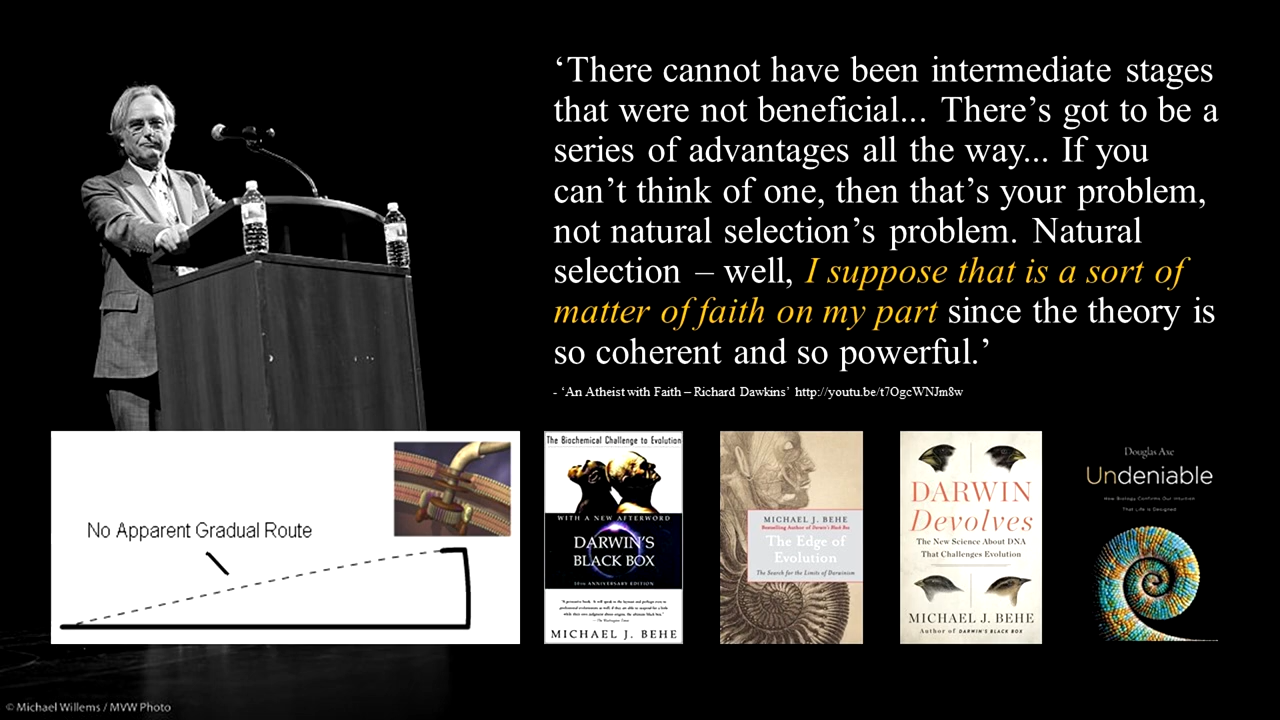 ‘There cannot have been intermediate stages
that were not beneficial... There’s got to be a
series of advantages all the way... If you
can’t think of one, then that’s your problem,
not natural selection’s problem. Natural
selection – well, I suppose that is a sort of
matter of faith on my part since the theory is
so coherent and so powerful.’
- ‘An Atheist with Faith – Richard Dawkins’ http://youtu.be/t7OgcWNJm8w
No Apparent Gradual Route
The Biochemical Challenge to Evolution
WITH A NEW AFTERWORD
DARWIN'S
BLACK BOX
10TH ANNIVERSARY EDITION
MICHAEL J. BEHE
MICHAEL J. BEHE
Bestselling Author of Darwin's Black Box
The Edge of
Evolution
The Search for the Limits of Darwinism
DARWIN
Devolves
The New Science About DNA
That Challenges Evolution
MICHAEL J. BEHE
Author of DARWIN'S BLACK BOX
Douglas Axe
Undeniable
How Biology Confirms Our Intuition
That Life Is Designed
© Michael Willems / MVW Photo